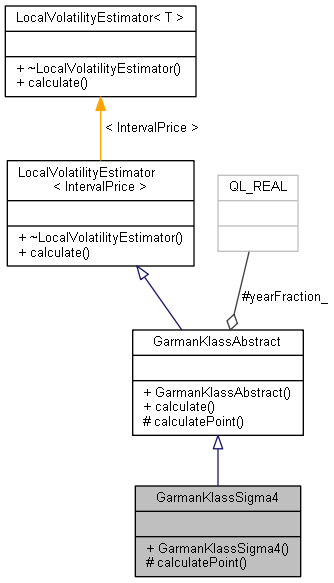 LocalVolatilityEstimator< T >
+ ~LocalVolatilityEstimator()
+ calculate()
< IntervalPrice >
LocalVolatilityEstimator
< IntervalPrice >
+ ~LocalVolatilityEstimator()
+ calculate()
QL_REAL
#yearFraction_
GarmanKlassAbstract
+ GarmanKlassAbstract()
+ calculate()
# calculatePoint()
GarmanKlassSigma4
+ GarmanKlassSigma4()
# calculatePoint()